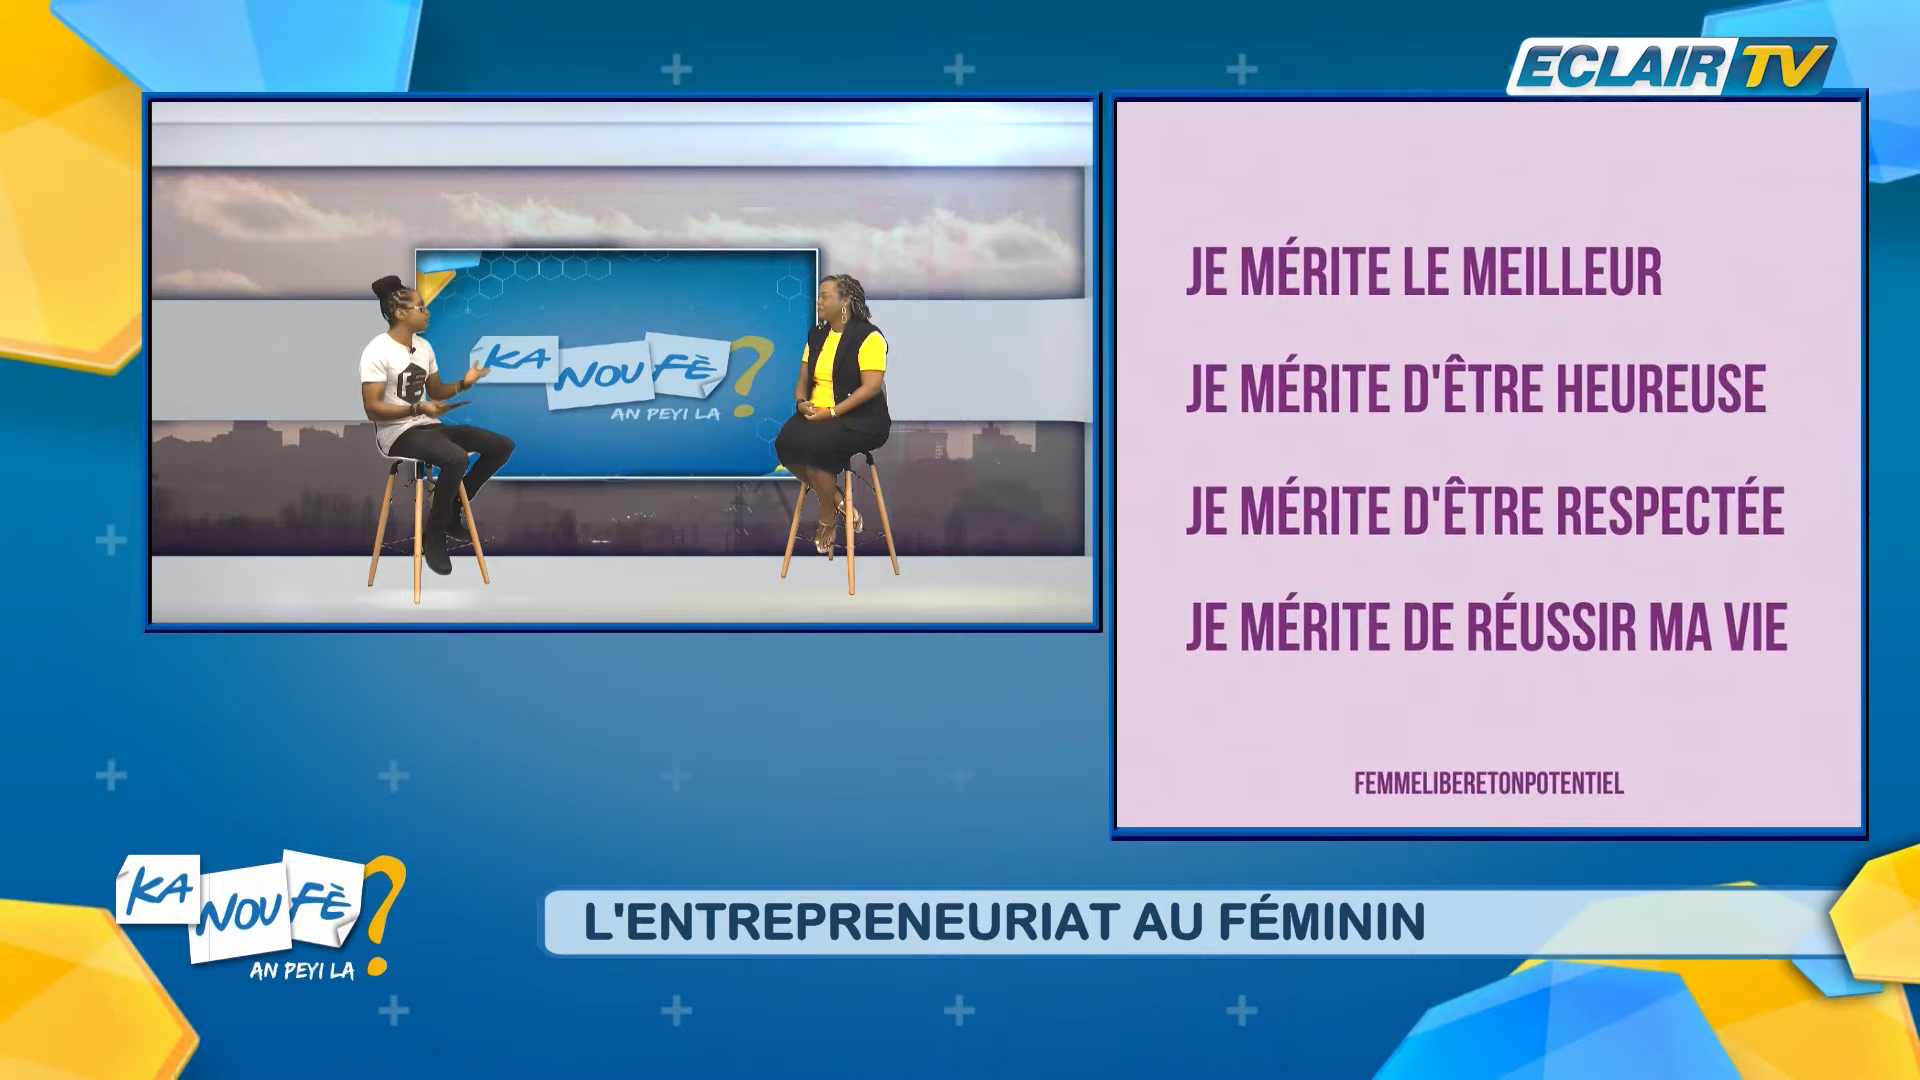 ECLAIR TV
KA NOU FÈ ?
AN PEYI LA
JE MÉRITE LE MEILLEUR
JE MÉRITE D'ÊTRE HEUREUSE
JE MÉRITE D'ÊTRE RESPECTÉE
JE MÉRITE DE RÉUSSIR MA VIE
FEMMELIBERETONPOTENTIEL
KA NOU FÈ ?
AN PEYI LA
L'ENTREPRENEURIAT AU FÉMININ